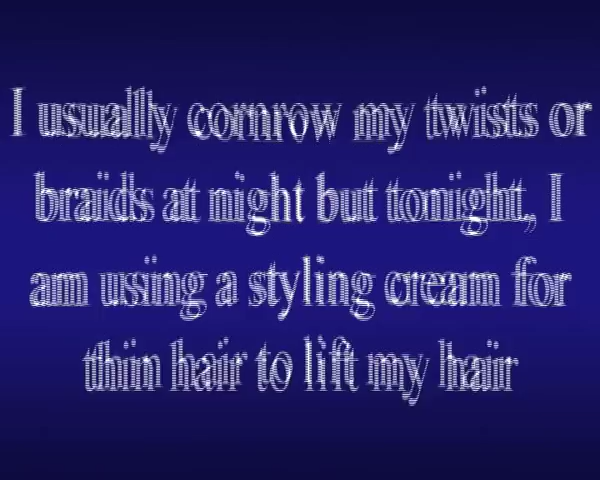 I usually cornrow my twists or
braids at night but tonight, I
am using a styling cream for
thin hair to lift my hair